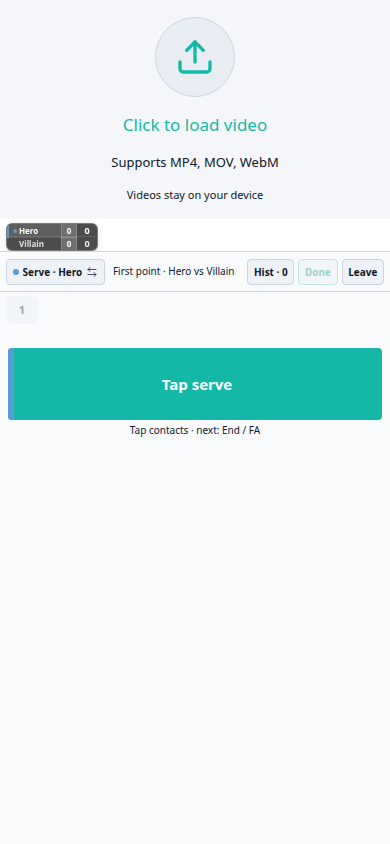 Click to load video
Supports MP4, MOV, WebM
Videos stay on your device
Hero 0 0
Villain 0 0
Serve · Hero ⇆ First point · Hero vs Villain Hist · 0 Done Leave
1
Tap serve
Tap contacts · next: End / FA